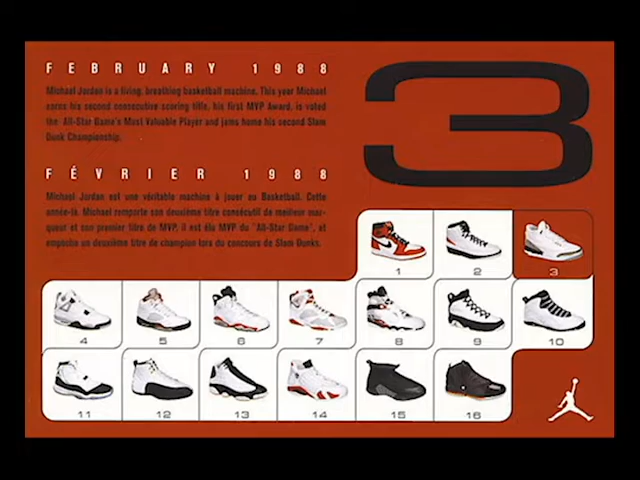 FEBRUARY 1988
Michael Jordan is a living, breathing basketball machine. This year Michael
earns his second consecutive scoring title, his first MVP Award, is voted
the All-Star Game's Most Valuable Player and jams home his second Slam
Dunk Championship.
FÉVRIER 1988
Michael Jordan est une véritable machine à jouer au Basketball. Cette
année-là, Michael remporte son deuxième titre consécutif de meilleur mar-
queur et son premier titre de MVP, il est élu MVP du "All-Star Game", et
empoche un deuxième titre de champion lors du concours de Slam-Dunks.
3
1 2 3
4 5 6 7 8 9 10
11 12 13 14 15 16